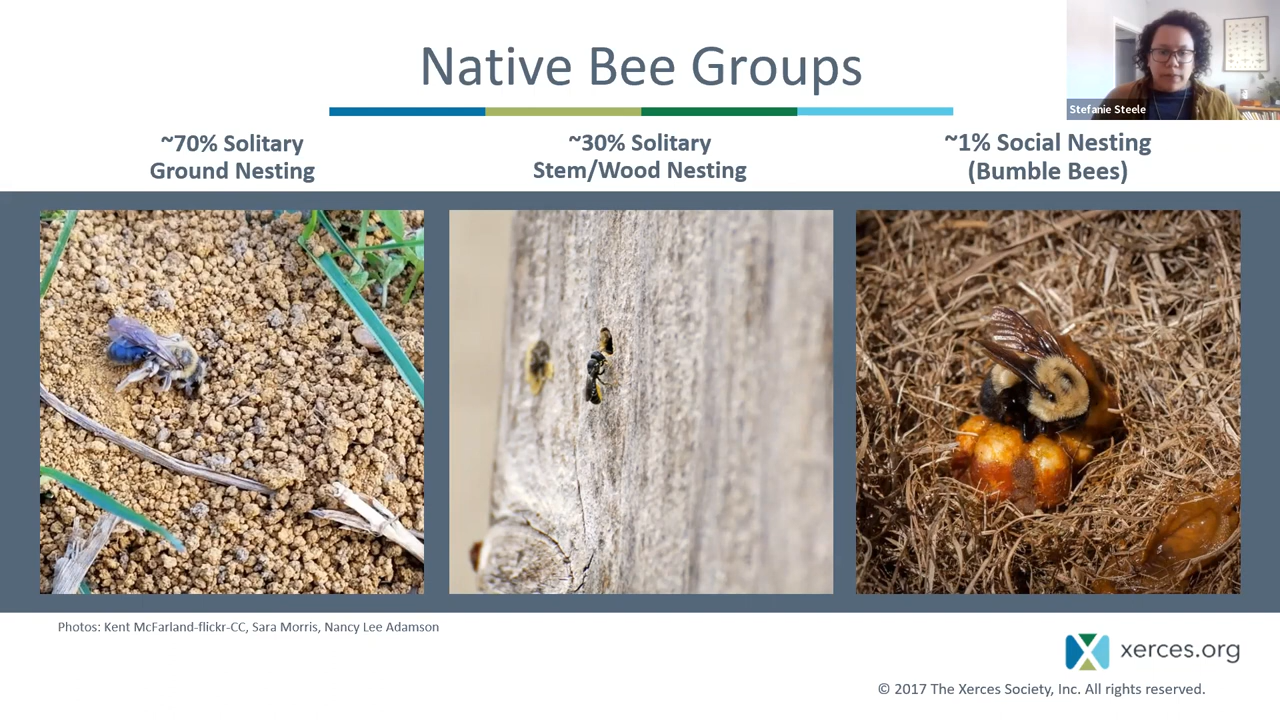 Native Bee Groups
Stefanie Steele
~70% Solitary
Ground Nesting
~30% Solitary
Stem/Wood Nesting
~1% Social Nesting
(Bumble Bees)
Photos: Kent McFarland-flickr-CC, Sara Morris, Nancy Lee Adamson
xerces.org
© 2017 The Xerces Society, Inc. All rights reserved.